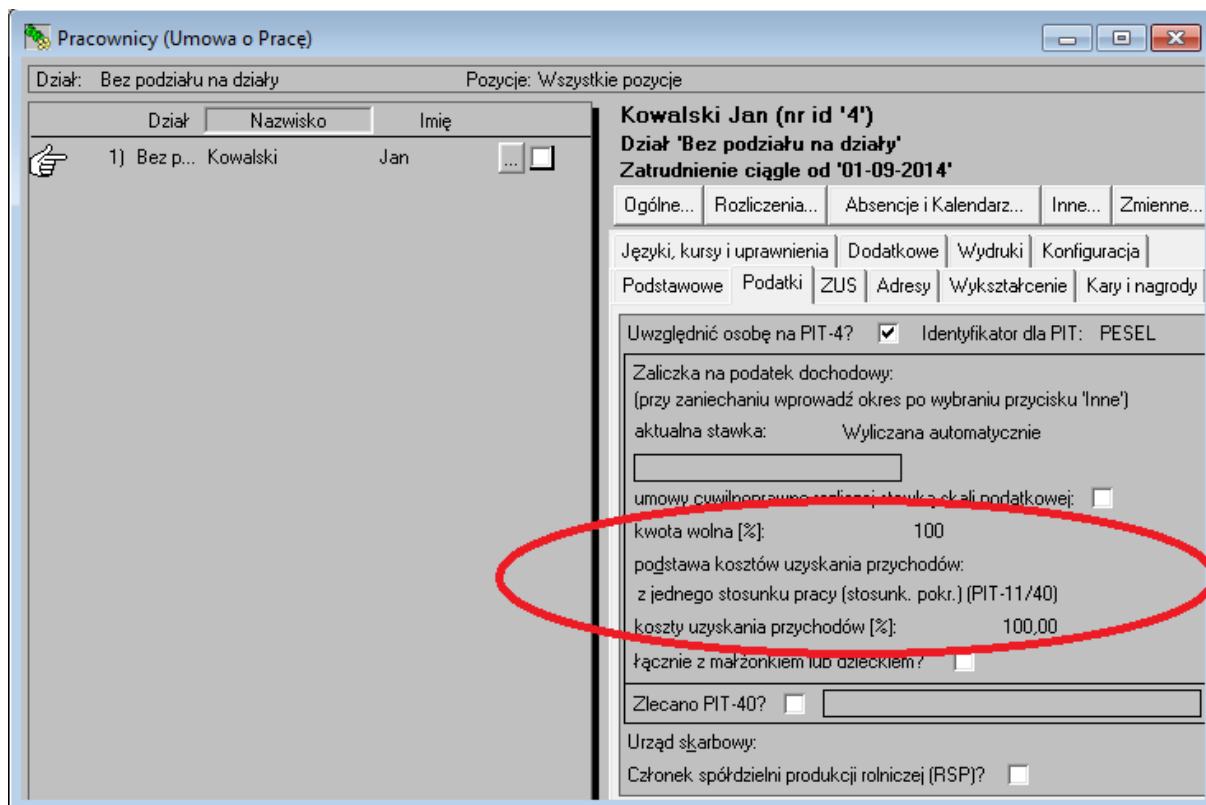 Pracownicy (Umowa o Pracę)
Dział: Bez podziału na działy Pozycje: Wszystkie pozycje
Dział Nazwisko Imię
1) Bez p... Kowalski Jan ...
Kowalski Jan (nr id '4')
Dział 'Bez podziału na działy'
Zatrudnienie ciągle od '01-09-2014'
Ogólne... Rozliczenia... Absencje i Kalendarz... Inne... Zmienne...
Języki, kursy i uprawnienia Dodatkowe Wydruki Konfiguracja
Podstawowe Podatki ZUS Adresy Wykształcenie Kary i nagrody
Uwzględnić osobę na PIT-4? Identyfikator dla PIT: PESEL
Zaliczka na podatek dochodowy:
(przy zaniechaniu wprowadź okres po wybraniu przycisku 'Inne')
aktualna stawka: Wyliczana automatycznie
umowy cywilnoprawne rozliczaj stawką skali podatkowej:
kwota wolna [%]: 100
podstawa kosztów uzyskania przychodów:
z jednego stosunku pracy (stosunk. pokr.) (PIT-11/40)
koszty uzyskania przychodów [%]: 100,00
łącznie z małżonkiem lub dzieckiem?
Zlecano PIT-40?
Urząd skarbowy:
Członek spółdzielni produkcji rolniczej (RSP)?